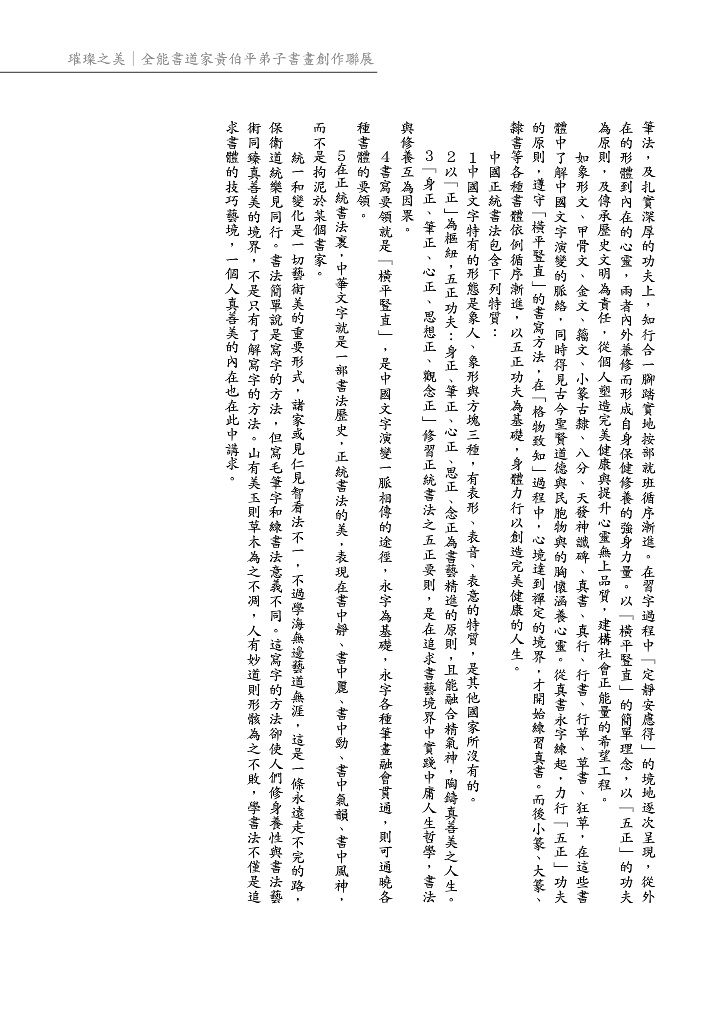 璀璨之美│全能書道家黃伯平弟子書畫創作聯展
筆法，及扎實深厚的功夫上，知行合一腳踏實地按部就班循序漸進。在習字過程中「定靜安慮得」的境地逐次呈現，從外
在的形體到內在的心靈，兩者內外兼修而形成自身保健修養的強身力量。以「橫平豎直」的簡單理念，以「五正」的功夫
為原則，及傳承歷史文明為責任，從個人塑造完美健康與提升心靈無上品質，建構社會正能量的希望工程。
如象形文、甲骨文、金文、籀文、小篆古隸、八分、天發神讖碑、真書、真行、行書、行草、草書、狂草，在這些書
體中了解中國文字演變的脈絡，同時得見古今聖賢道德與民胞物與的胸懷涵養心靈。從真書永字練起，力行「五正」功夫
的原則，遵守「橫平豎直」的書寫方法，在「格物致知」過程中，心境達到禪定的境界，才開始練習真書。而後小篆、大篆、
隸書等各種書體依例循序漸進，以五正功夫為基礎，身體力行以創造完美健康的人生。
中國正統書法包含下列特質：
1中國文字特有的形態是象人、象形與方塊三種，有表形、表音、表意的特質，是其他國家所沒有的。
2以「正」為樞紐，五正功夫：身正、筆正、心正、思正、念正為書藝精進的原則，且能融合精氣神，陶鑄真善美之人生。
3「身正、筆正、心正、思想正、觀念正」修習正統書法之五正要則，是在追求書藝境界中實踐中庸人生哲學，書法
與修養互為因果。
4書寫要領就是「橫平豎直」，是中國文字演變一脈相傳的途徑，永字為基礎，永字各種筆畫融會貫通，則可通曉各
種書體的要領。
5在正統書法裏，中華文字就是一部書法歷史，正統書法的美，表現在書中靜、書中麗、書中勁、書中氣韻、書中風神，
而不是拘泥於某個書家。
統一和變化是一切藝術美的重要形式，諸家或見仁見智看法不一，不過學海無邊藝道無涯，這是一條永遠走不完的路，
保衛道統樂見同行。書法簡單說是寫字的方法，但寫毛筆字和練書法意義不同。這寫字的方法卻使人們修身養性與書法藝
術同臻真善美的境界，不是只有了解寫字的方法。山有美玉則草木為之不凋，人有妙道則形骸為之不敗，學書法不僅是追
求書體的技巧藝境，一個人真善美的內在也在此中講求。